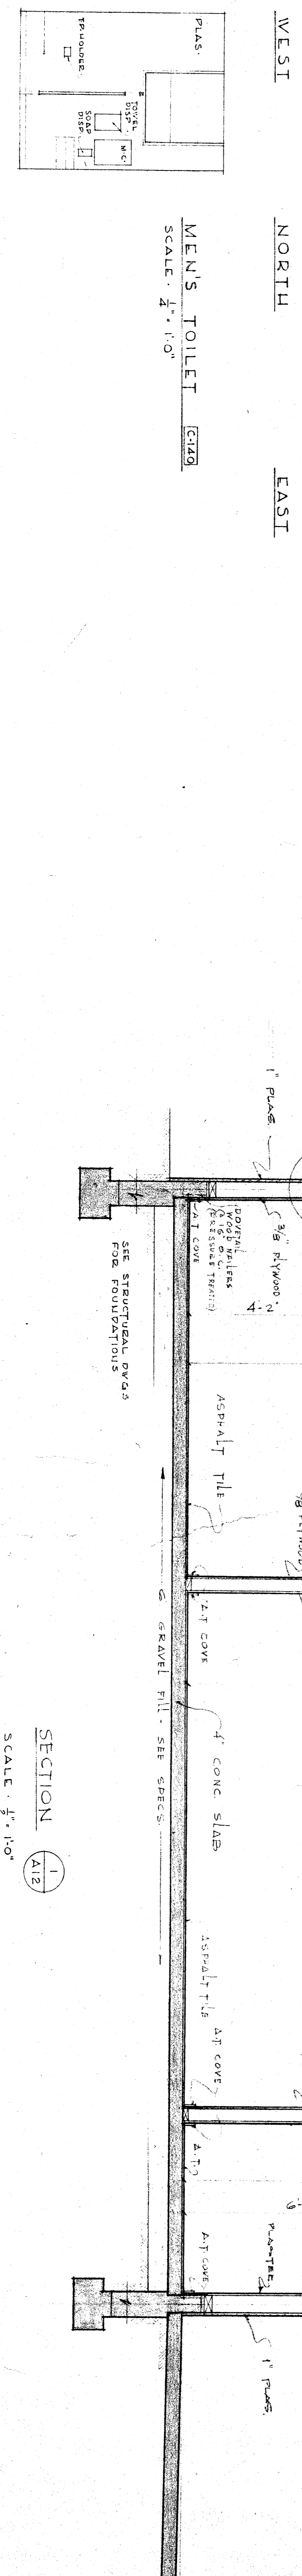 WEST
NORTH
EAST
PLAS.
T.P. HOLDER.
TOWEL
DISP.
SOAP
DISP.
M.C.
MEN'S TOILET
C-140
SCALE · 1/4" = 1'-0"
1" PLAS.
3/8 PLYWOOD
4-2
DOVETAIL
WOOD NAILERS
@ 16" O.C.
(PRESSURE TREATED)
A.T COVE
SEE STRUCTURAL DWGS
FOR FOUNDATIONS
ASPHALT TILE
PLYWOOD
A.T. COVE
4" CONC. SLAB
6 GRAVEL FILL - SEE SPECS.
ASPHALT TILE
A.T. COVE
A.T.
A.T. COVE
PLASTER
1" PLAS.
SECTION
1
A12
SCALE · 1/2" = 1'-0"